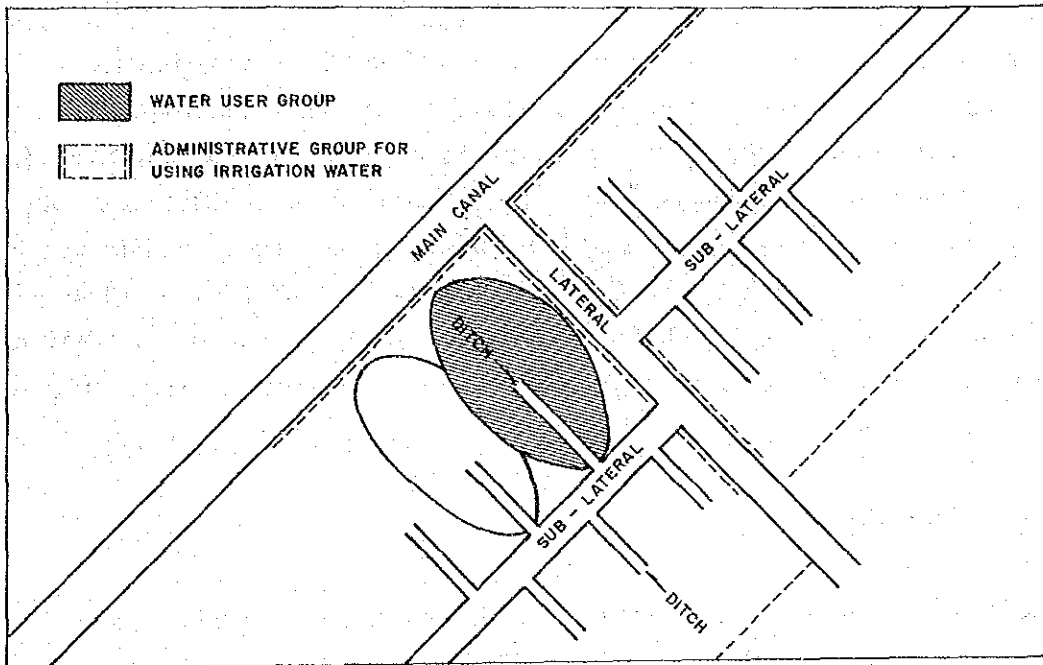 WATER USER GROUP
ADMINISTRATIVE GROUP FOR
USING IRRIGATION WATER
MAIN CANAL
LATERAL
SUB - LATERAL
DITCH
SUB - LATERAL
DITCH